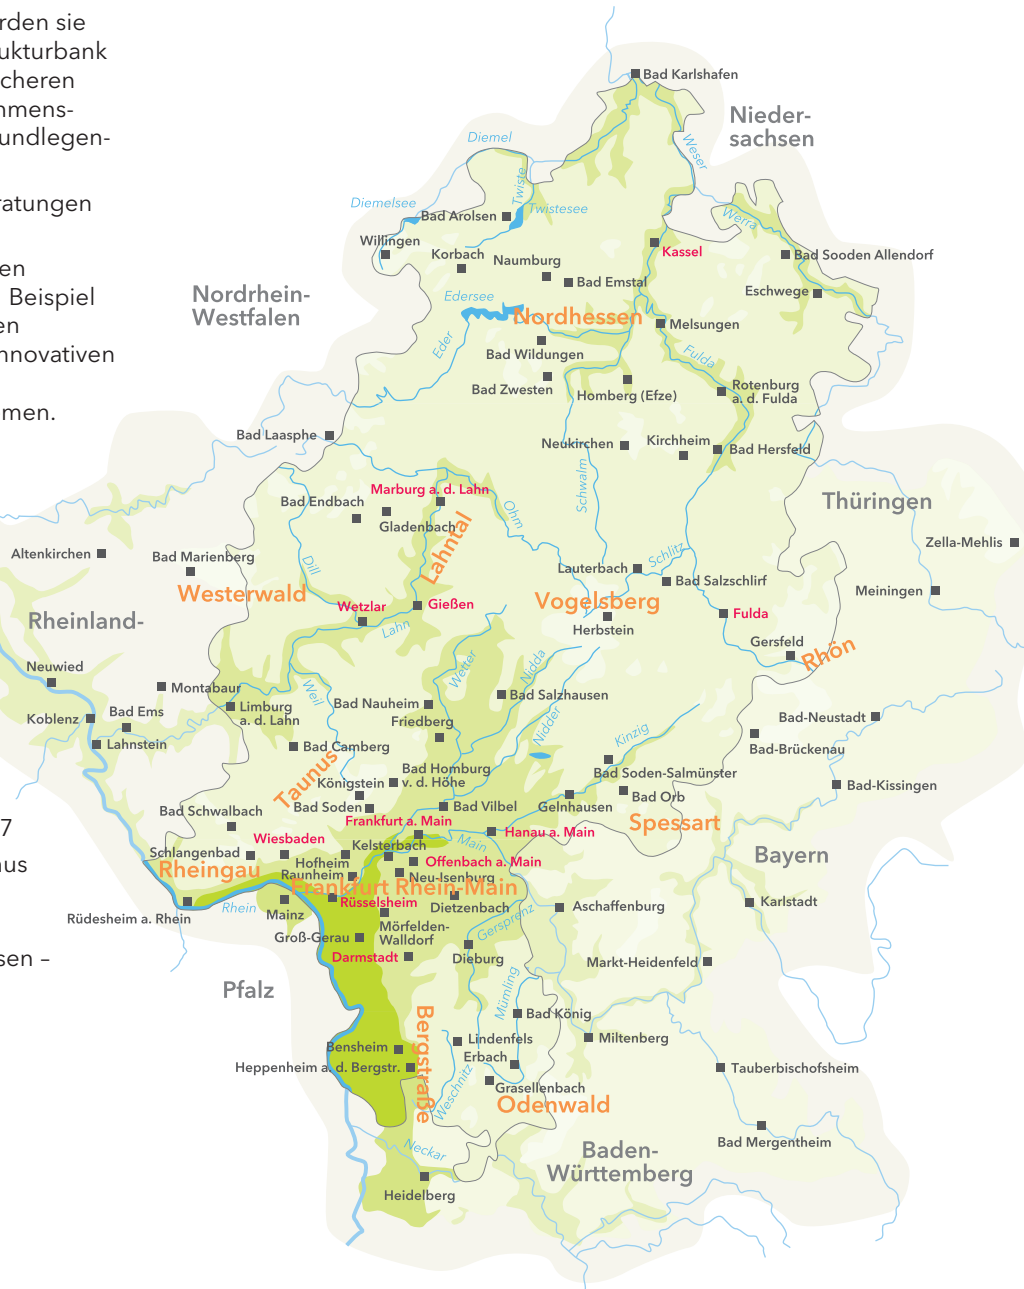 rden sie
ukturbank
icheren
hmens-
undlegen-
ratungen
en
Beispiel
en
nnovativen
men.
7
aus
sen –
Bad Karlshafen
Nieder-
sachsen
Diemel
Weser
Twiste
Diemelsee
Twistesee
Bad Arolsen
Werra
Willingen
Kassel
Korbach
Naumburg
Bad Sooden Allendorf
Bad Emstal
Eschwege
Nordrhein-
Westfalen
Edersee
Nordhessen
Melsungen
Eder
Bad Wildungen
Fulda
Bad Zwesten
Homberg (Efze)
Rotenburg
a. d. Fulda
Bad Laasphe
Neukirchen
Kirchheim
Bad Hersfeld
Schwalm
Marburg a. d. Lahn
Bad Endbach
Gladenbach
Ohm
Thüringen
Lahntal
Altenkirchen
Bad Marienberg
Dill
Schlitz
Zella-Mehlis
Lauterbach
Bad Salzschlirf
Meiningen
Westerwald
Wetzlar
Gießen
Vogelsberg
Fulda
Rheinland-
Lahn
Herbstein
Gersfeld
Rhön
Neuwied
Wetter
Nidda
Montabaur
Weil
Bad Salzhausen
Limburg
a. d. Lahn
Bad Nauheim
Koblenz
Bad Ems
Friedberg
Nidder
Kinzig
Bad-Neustadt
Lahnstein
Bad Camberg
Bad-Brückenau
Taunus
Königstein
Bad Homburg
v. d. Höhe
Bad Soden-Salmünster
Bad-Kissingen
Bad Soden
Bad Vilbel
Gelnhausen
Bad Orb
Bad Schwalbach
Frankfurt a. Main
Spessart
Wiesbaden
Kelsterbach
Main
Hanau a. Main
Schlangenbad
Hofheim
Offenbach a. Main
Bayern
Rheingau
Raunheim
Neu-Isenburg
Frankfurt Rhein-Main
Rüsselsheim
Dietzenbach
Rüdesheim a. Rhein
Rhein
Mainz
Aschaffenburg
Karlstadt
Mörfelden-
Walldorf
Gersprenz
Groß-Gerau
Darmstadt
Dieburg
Markt-Heidenfeld
Pfalz
Mümling
Bergstraße
Bad König
Bensheim
Lindenfels
Miltenberg
Heppenheim a. d. Bergstr.
Erbach
Tauberbischofsheim
Weschnitz
Grasellenbach
Odenwald
Neckar
Baden-
Württemberg
Bad Mergentheim
Heidelberg